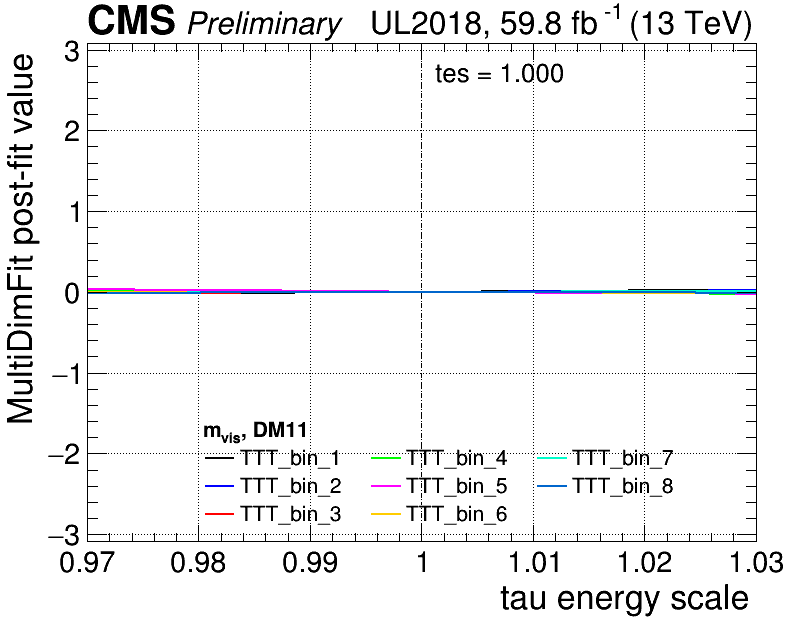 CMS Preliminary UL2018, 59.8 fb⁻¹ (13 TeV)
MultiDimFit post-fit value
3
2
1
0
−1
−2
−3
tes = 1.000
m_vis, DM11
TTT_bin_1 TTT_bin_4 TTT_bin_7
TTT_bin_2 TTT_bin_5 TTT_bin_8
TTT_bin_3 TTT_bin_6
0.97 0.98 0.99 1 1.01 1.02 1.03
tau energy scale